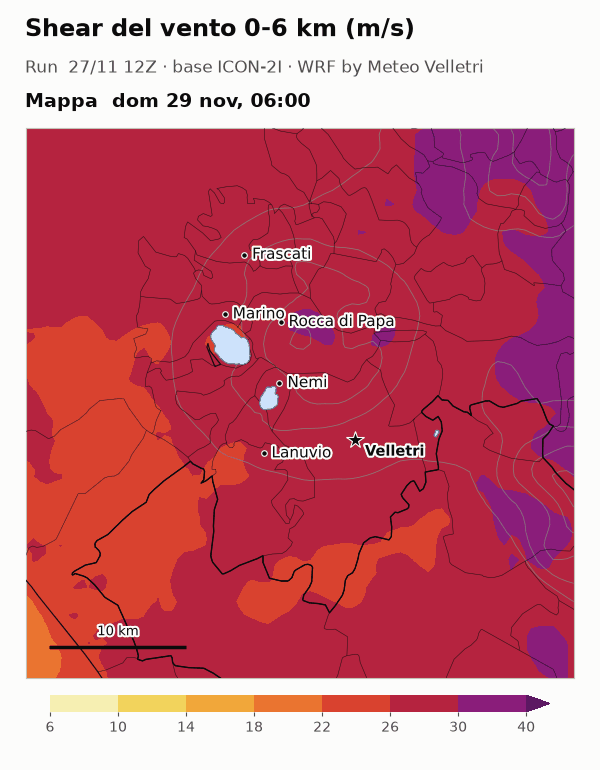 Shear del vento 0-6 km (m/s)
Run  27/11 12Z · base ICON-2I · WRF by Meteo Velletri
Mappa  dom 29 nov, 06:00
Frascati
Marino
Rocca di Papa
Nemi
Velletri
Lanuvio
10 km
6 10 14 18 22 26 30 40